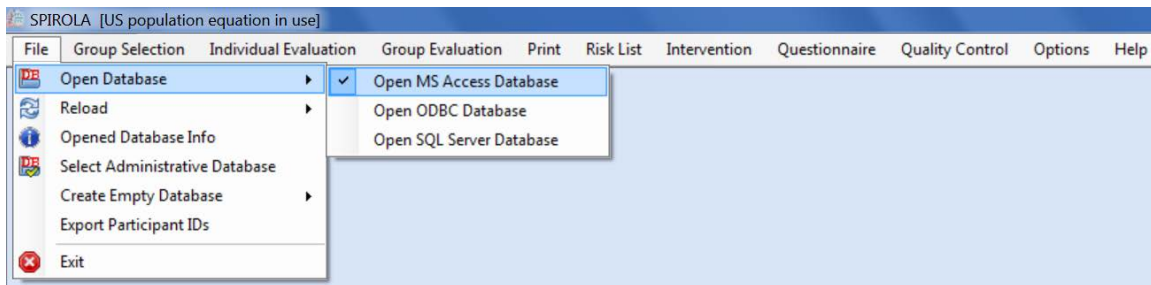 SPIROLA [US population equation in use]
File Group Selection Individual Evaluation Group Evaluation Print Risk List Intervention Questionnaire Quality Control Options Help
Open Database
Reload
Opened Database Info
Select Administrative Database
Create Empty Database
Export Participant IDs
Exit
Open MS Access Database
Open ODBC Database
Open SQL Server Database